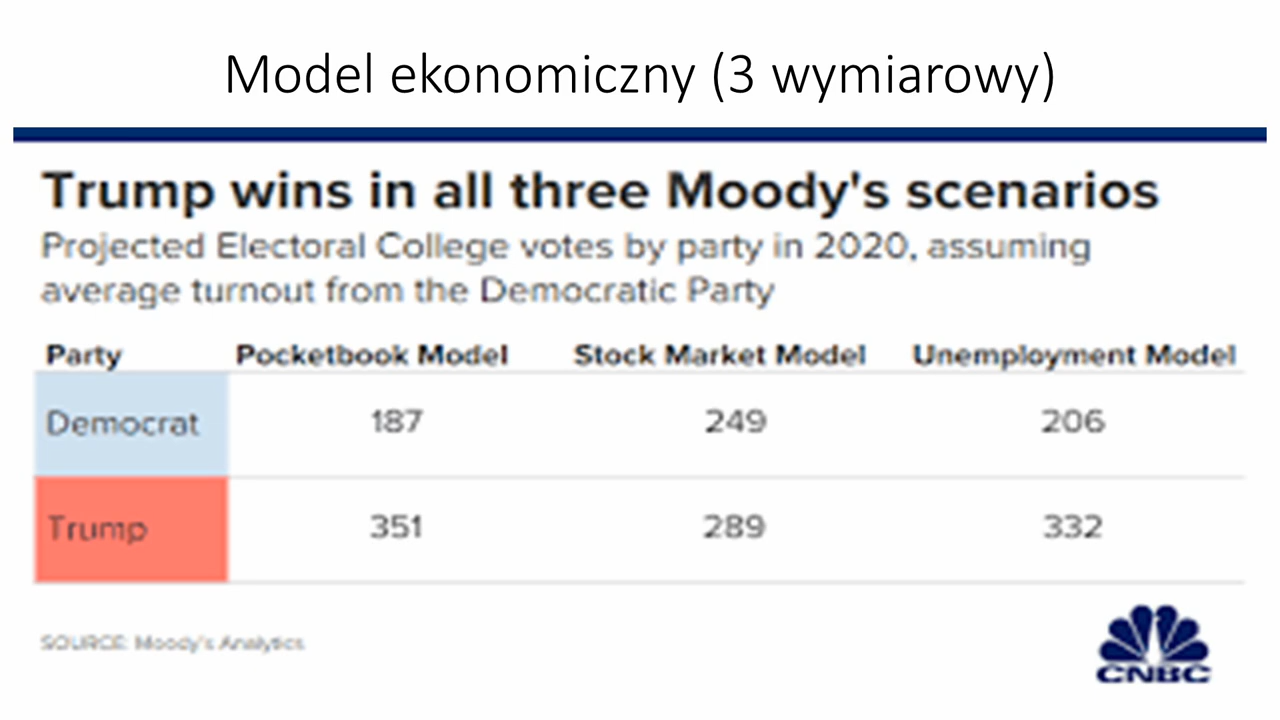 Model ekonomiczny (3 wymiarowy)
Trump wins in all three Moody's scenarios
Projected Electoral College votes by party in 2020, assuming
average turnout from the Democratic Party
Party Pocketbook Model Stock Market Model Unemployment Model
Democrat 187 249 206
Trump 351 289 332
SOURCE: Moody's Analytics
CNBC